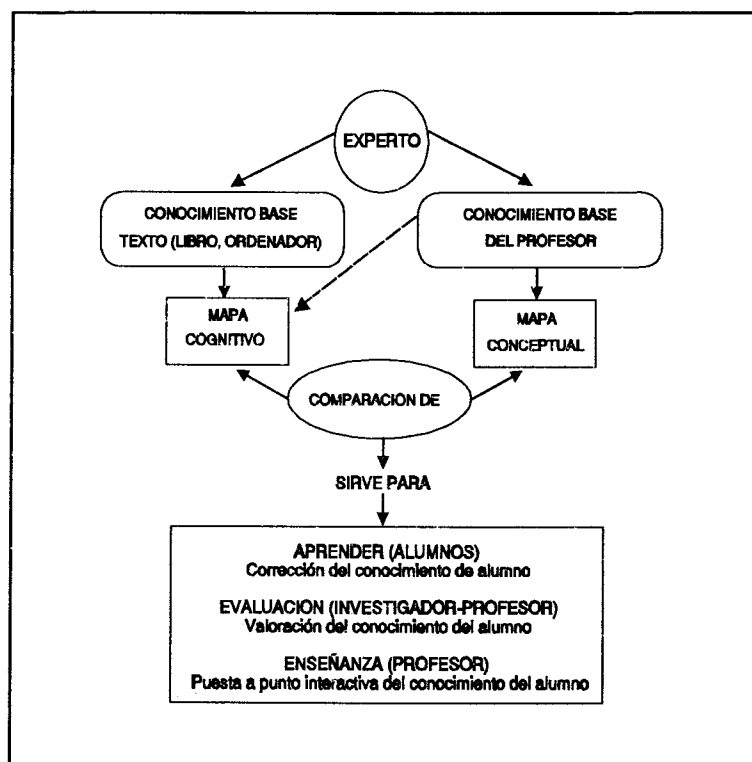 EXPERTO
CONOCIMIENTO BASE
TEXTO (LIBRO, ORDENADOR)
CONOCIMIENTO BASE
DEL PROFESOR
MAPA
COGNITIVO
MAPA
CONCEPTUAL
COMPARACION DE
SIRVE PARA
APRENDER (ALUMNOS)
Corrección del conocimiento de alumno
EVALUACION (INVESTIGADOR-PROFESOR)
Valoración del conocimiento del alumno
ENSEÑANZA (PROFESOR)
Puesta a punto interactiva del conocimiento del alumno